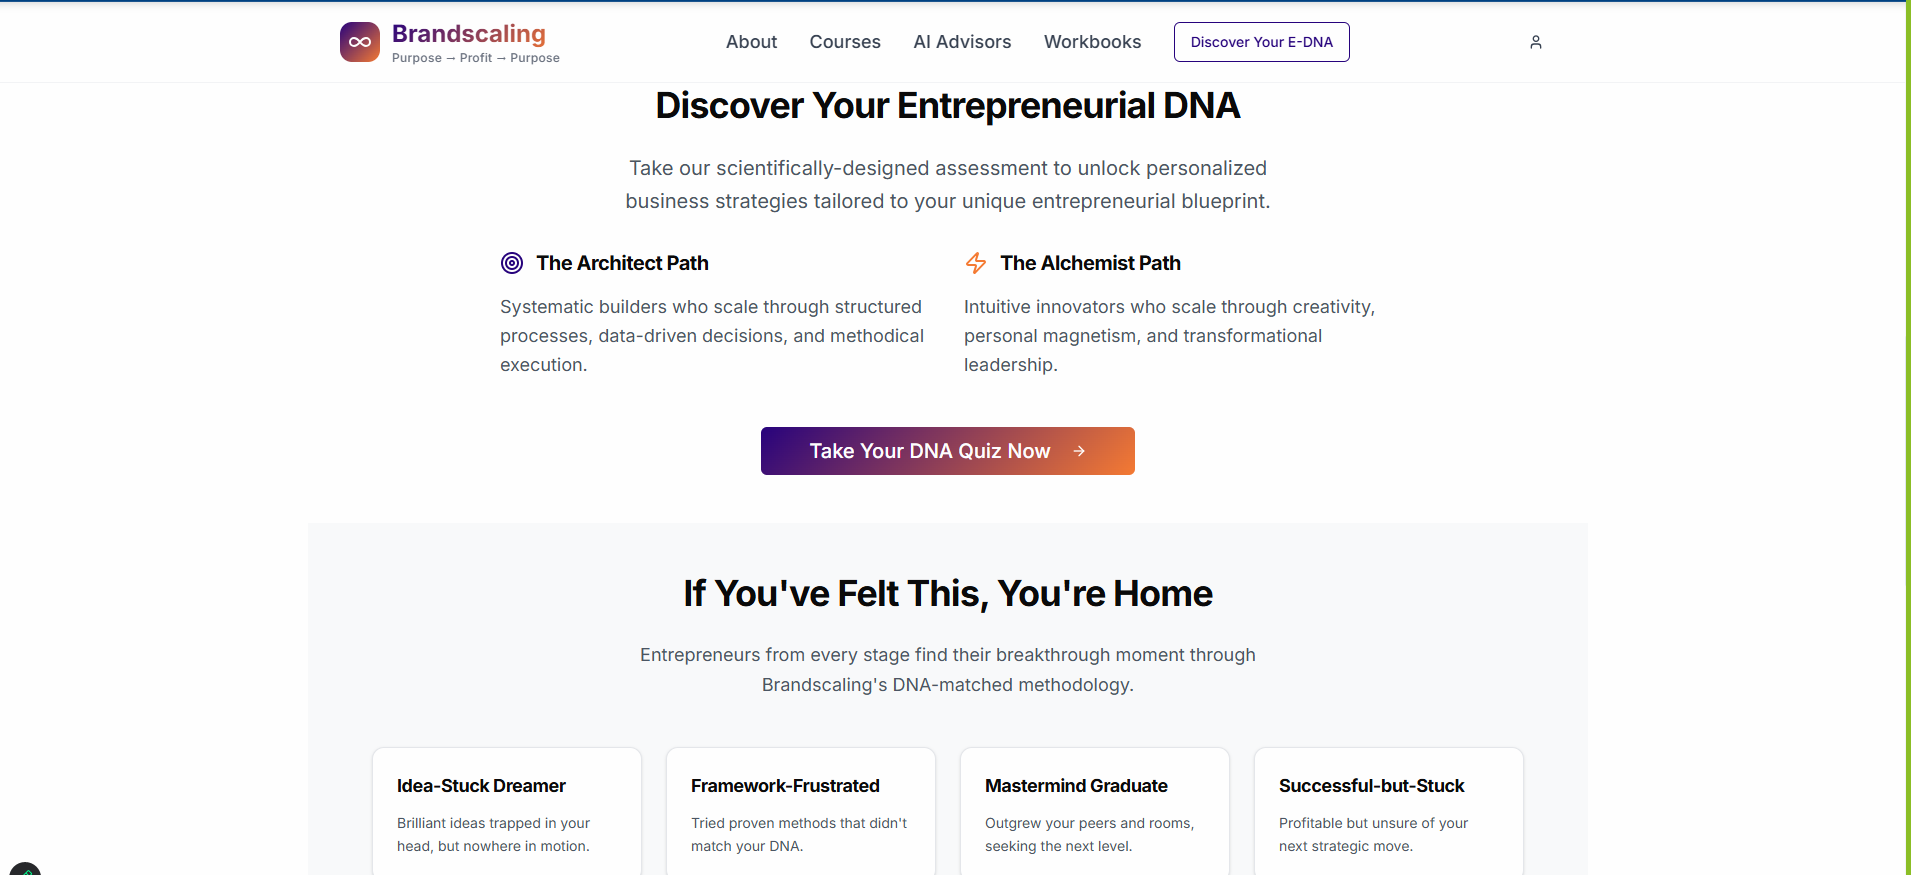 Brandscaling
Purpose → Profit → Purpose
About
Courses
AI Advisors
Workbooks
Discover Your E-DNA
Discover Your Entrepreneurial DNA
Take our scientifically-designed assessment to unlock personalized
business strategies tailored to your unique entrepreneurial blueprint.
The Architect Path
Systematic builders who scale through structured
processes, data-driven decisions, and methodical
execution.
The Alchemist Path
Intuitive innovators who scale through creativity,
personal magnetism, and transformational
leadership.
Take Your DNA Quiz Now →
If You've Felt This, You're Home
Entrepreneurs from every stage find their breakthrough moment through
Brandscaling's DNA-matched methodology.
Idea-Stuck Dreamer
Brilliant ideas trapped in your
head, but nowhere in motion.
Framework-Frustrated
Tried proven methods that didn't
match your DNA.
Mastermind Graduate
Outgrew your peers and rooms,
seeking the next level.
Successful-but-Stuck
Profitable but unsure of your
next strategic move.